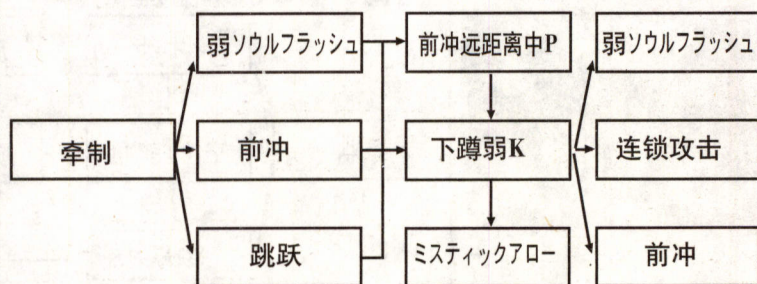 弱ソウルフラッシュ
前冲远距离中P
弱ソウルフラッシュ
牵制
前冲
下蹲弱K
连锁攻击
跳跃
ミスティックアロー
前冲